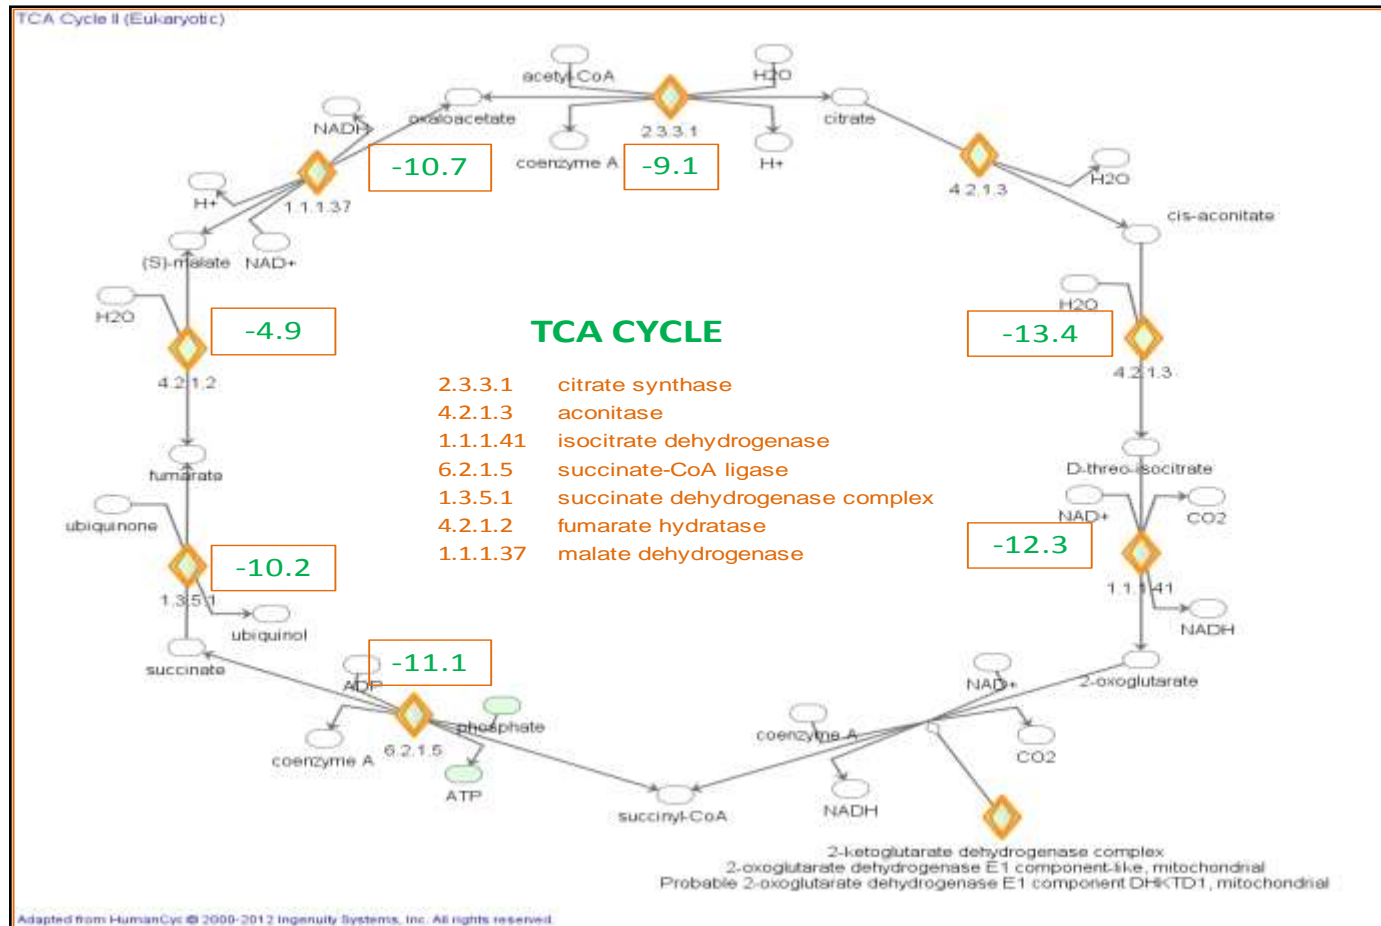 TCA Cycle II (Eukaryotic)
acetyl-CoA
H2O
NADH
oxaloacetate
citrate
2.3.3.1
coenzyme A
H+
-10.7
-9.1
4.2.1.3
H2O
H+
1.1.1.37
cis-aconitate
(S)-malate
NAD+
H2O
H2O
-4.9
TCA CYCLE
-13.4
4.2.1.2
4.2.1.3
2.3.3.1 citrate synthase
4.2.1.3 aconitase
1.1.1.41 isocitrate dehydrogenase
6.2.1.5 succinate-CoA ligase
1.3.5.1 succinate dehydrogenase complex
4.2.1.2 fumarate hydratase
1.1.1.37 malate dehydrogenase
fumarate
D-threo-isocitrate
ubiquinone
NAD+
CO2
-10.2
-12.3
1.3.5.1
1.1.1.41
ubiquinol
NADH
succinate
-11.1
ADP
NAD+
2-oxoglutarate
phosphate
coenzyme A
6.2.1.5
coenzyme A
CO2
ATP
succinyl-CoA
NADH
2-ketoglutarate dehydrogenase complex
2-oxoglutarate dehydrogenase E1 component-like, mitochondrial
Probable 2-oxoglutarate dehydrogenase E1 component DHKTD1, mitochondrial
Adapted from HumanCyc © 2000-2012 Ingenuity Systems, Inc. All rights reserved.